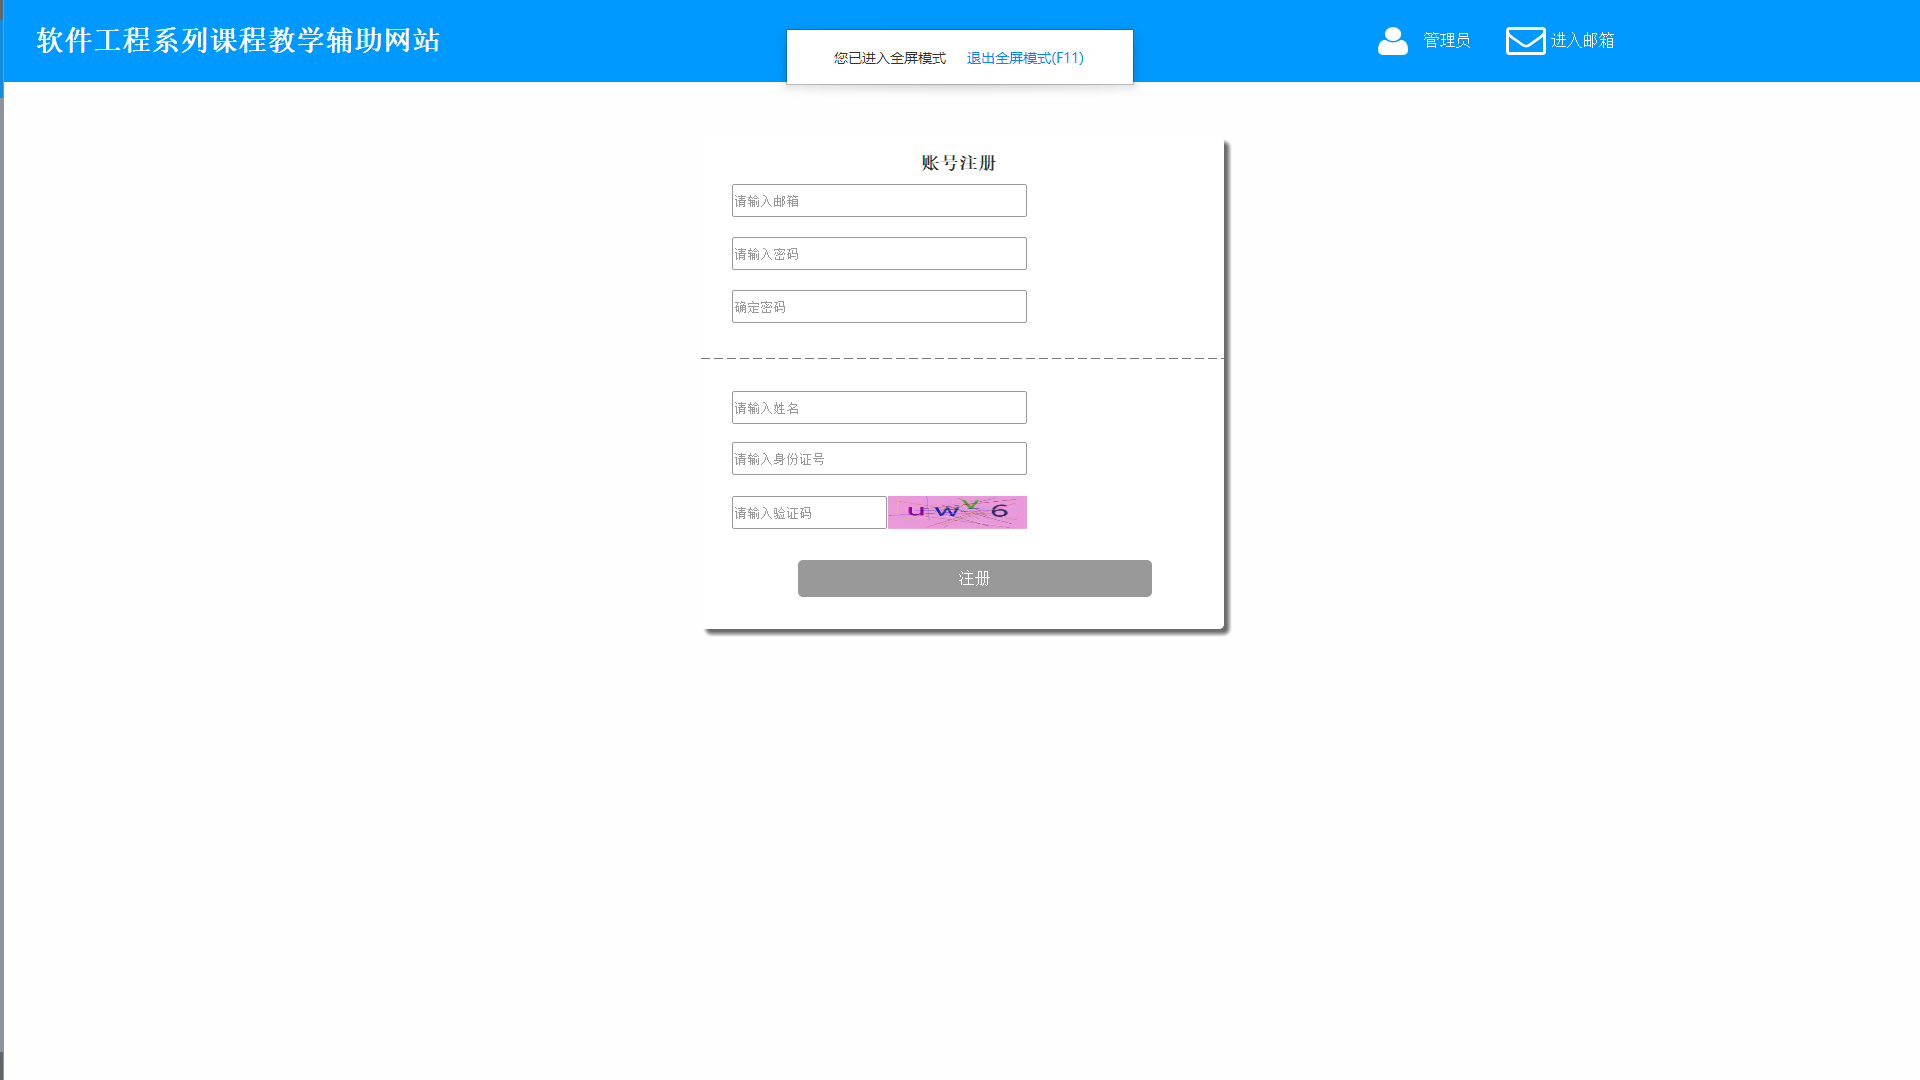 软件工程系列课程教学辅助网站
您已进入全屏模式 退出全屏模式(F11)
管理员
进入邮箱
账号注册
请输入邮箱
请输入密码
确定密码
请输入姓名
请输入身份证号
请输入验证码
u w Y 6
注册